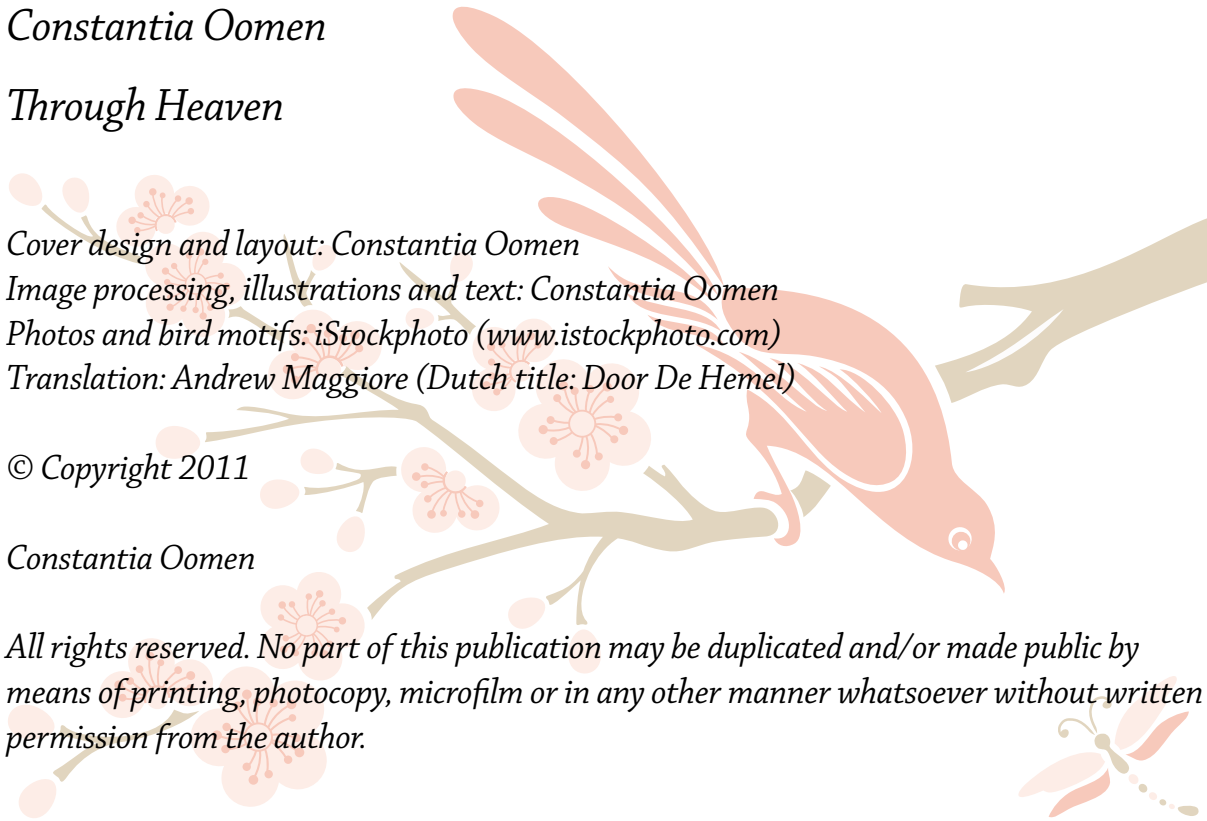 Constantia Oomen
Through Heaven
Cover design and layout: Constantia Oomen
Image processing, illustrations and text: Constantia Oomen
Photos and bird motifs: iStockphoto (www.istockphoto.com)
Translation: Andrew Maggiore (Dutch title: Door De Hemel)
© Copyright 2011
Constantia Oomen
All rights reserved. No part of this publication may be duplicated and/or made public by
means of printing, photocopy, microfilm or in any other manner whatsoever without written
permission from the author.